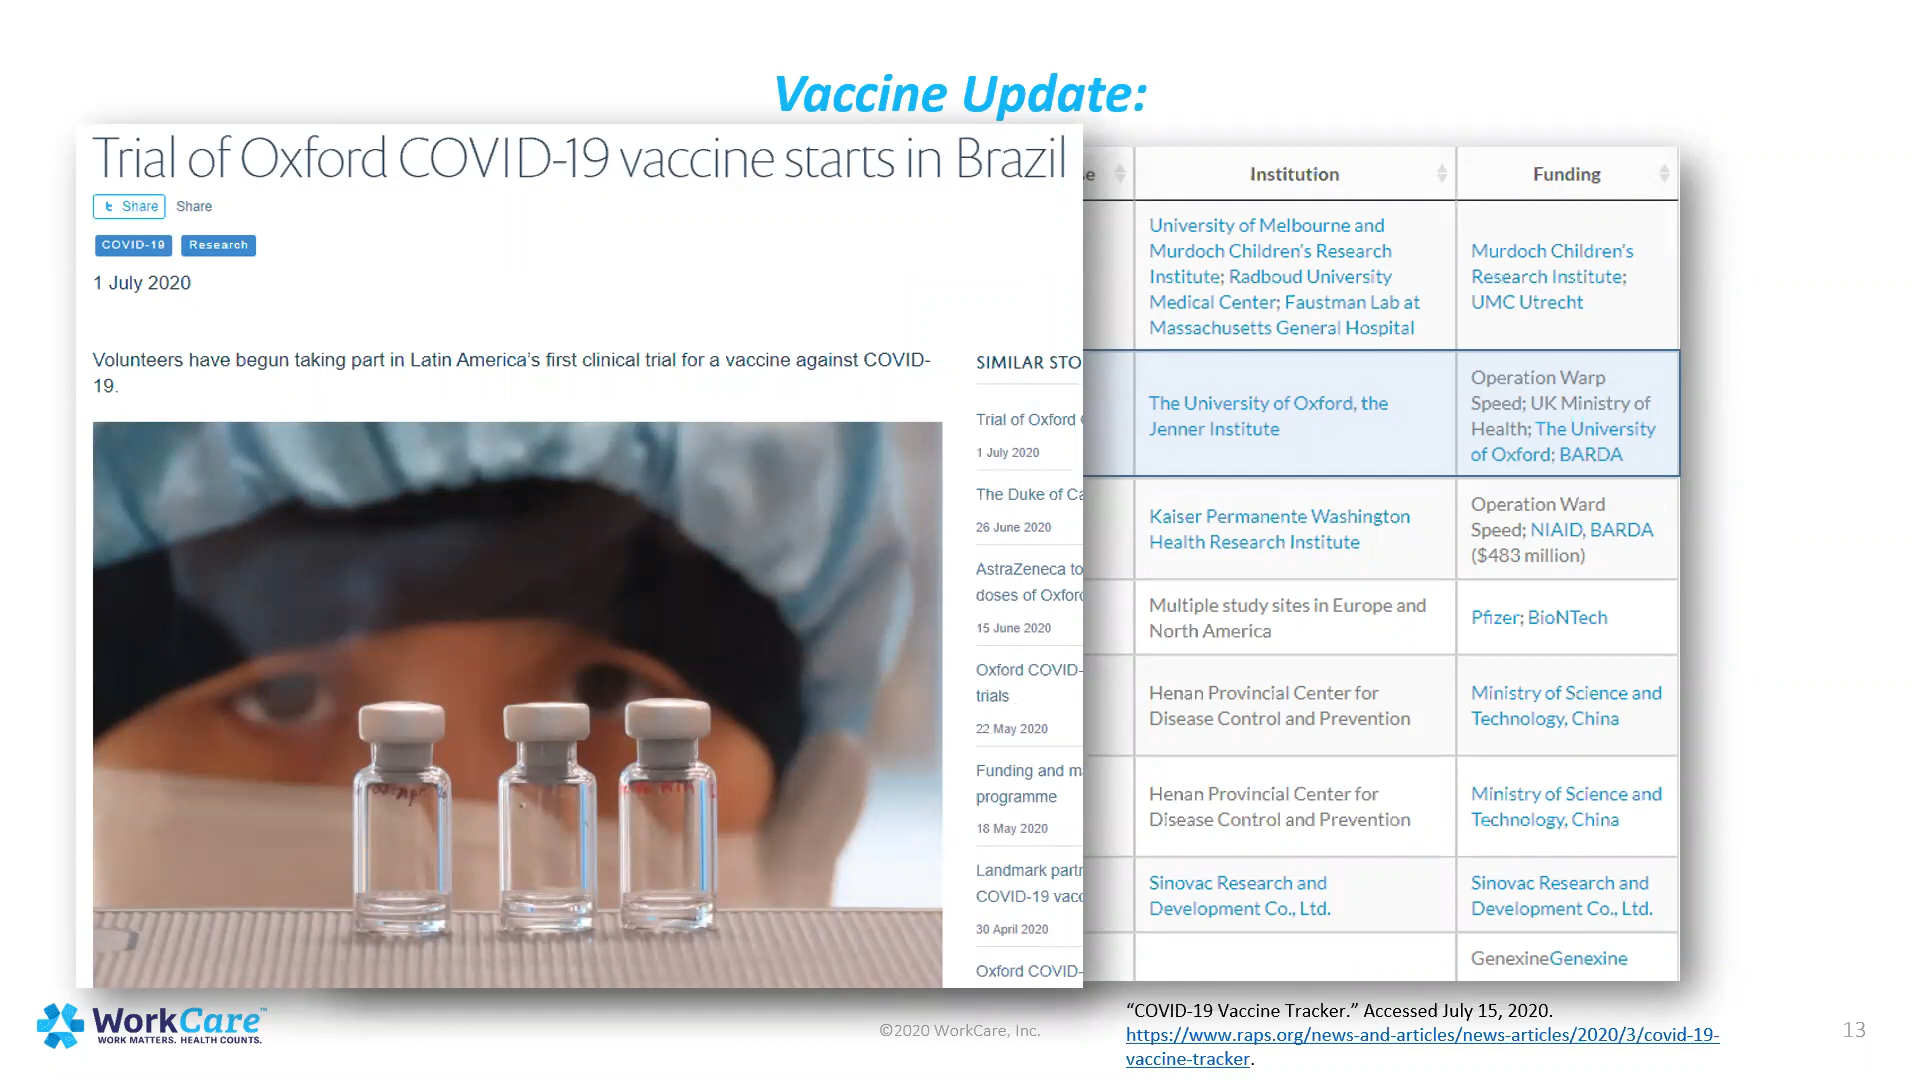 Vaccine Update:
Trial of Oxford COVID-19 vaccine starts in Brazil
Share Share
COVID-19 Research
1 July 2020
Volunteers have begun taking part in Latin America's first clinical trial for a vaccine against COVID-
19.
SIMILAR STO
Trial of Oxford
1 July 2020
The Duke of Ca
26 June 2020
AstraZeneca to
doses of Oxford
15 June 2020
Oxford COVID-
trials
22 May 2020
Funding and m
programme
18 May 2020
Landmark partn
COVID-19 vacc
30 April 2020
Oxford COVID-
e Institution Funding
University of Melbourne and
Murdoch Children's Research
Institute; Radboud University
Medical Center; Faustman Lab at
Massachusetts General Hospital
Murdoch Children's
Research Institute;
UMC Utrecht
The University of Oxford, the
Jenner Institute
Operation Warp
Speed; UK Ministry of
Health; The University
of Oxford; BARDA
Kaiser Permanente Washington
Health Research Institute
Operation Ward
Speed; NIAID, BARDA
($483 million)
Multiple study sites in Europe and
North America
Pfizer; BioNTech
Henan Provincial Center for
Disease Control and Prevention
Ministry of Science and
Technology, China
Henan Provincial Center for
Disease Control and Prevention
Ministry of Science and
Technology, China
Sinovac Research and
Development Co., Ltd.
Sinovac Research and
Development Co., Ltd.
GenexineGenexine
WorkCare™
WORK MATTERS. HEALTH COUNTS.
©2020 WorkCare, Inc.
“COVID-19 Vaccine Tracker.” Accessed July 15, 2020.
https://www.raps.org/news-and-articles/news-articles/2020/3/covid-19-
vaccine-tracker.
13